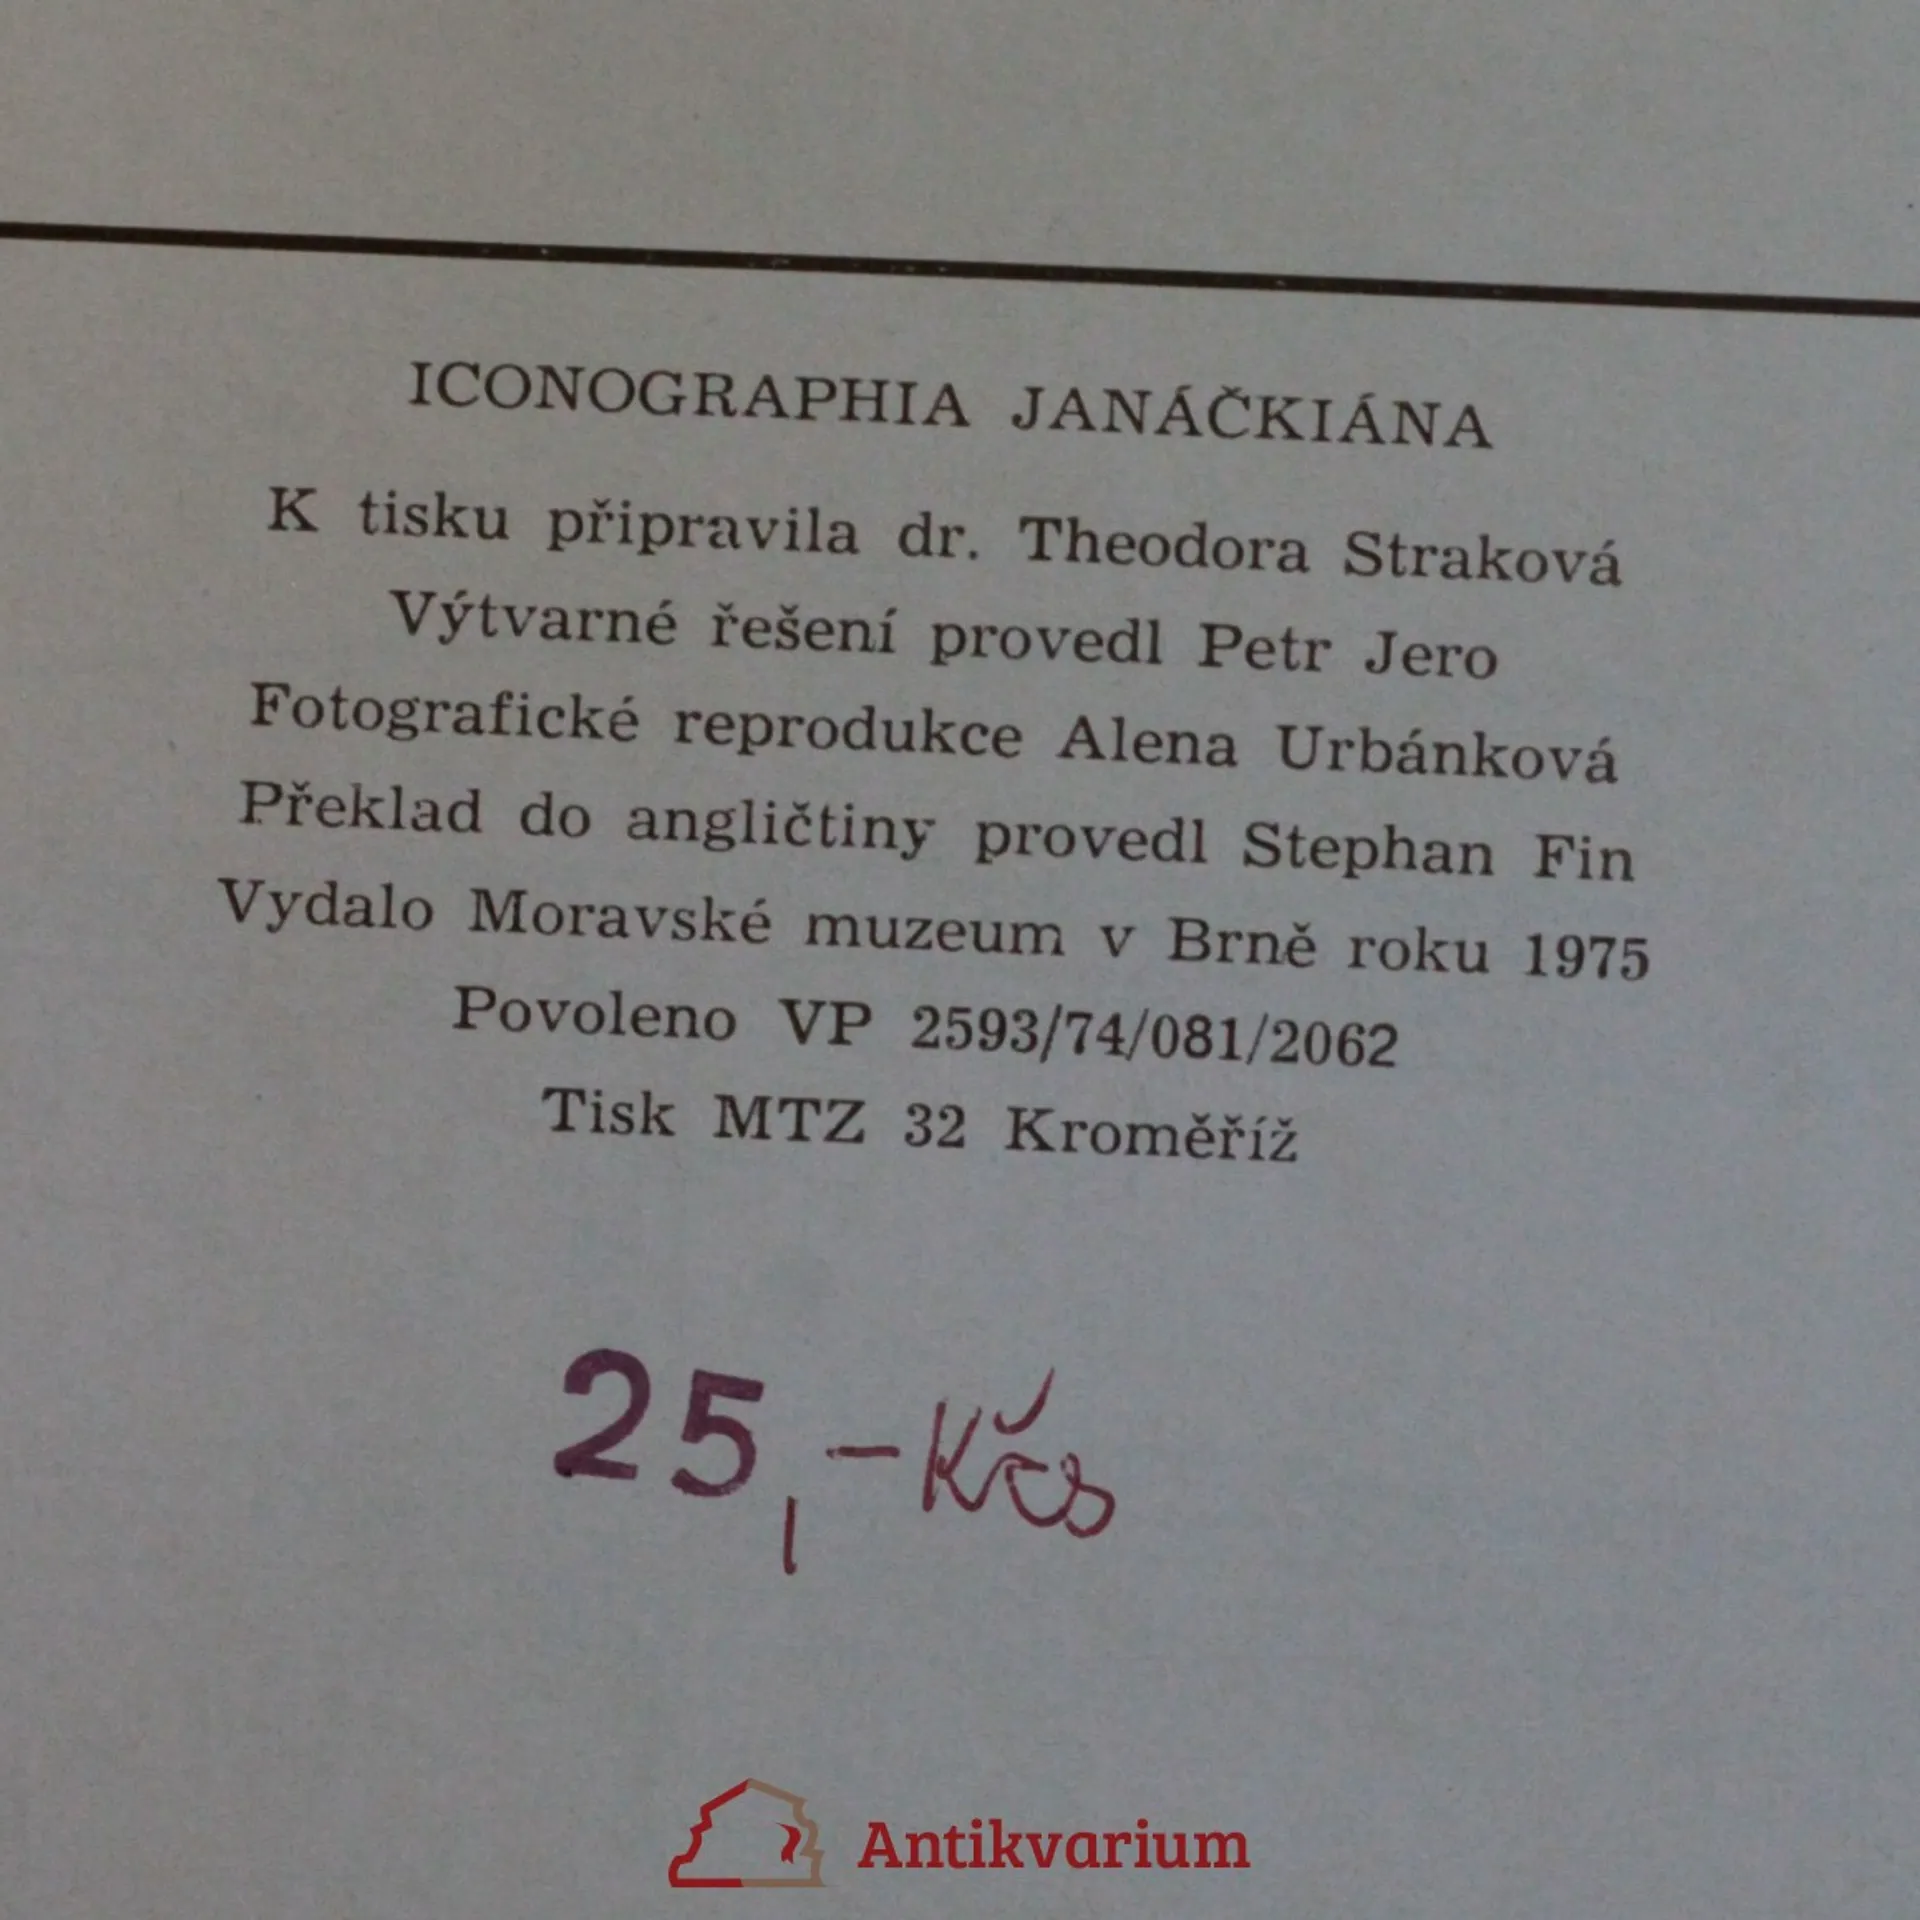 ICONOGRAPHIA JANÁČKIÁNA
K tisku připravila dr. Theodora Straková
Výtvarné řešení provedl Petr Jero
Fotografické reprodukce Alena Urbánková
Překlad do angličtiny provedl Stephan Fin
Vydalo Moravské muzeum v Brně roku 1975
Povoleno VP 2593/74/081/2062
Tisk MTZ 32 Kroměříž
25,-Kčs
Antikvarium